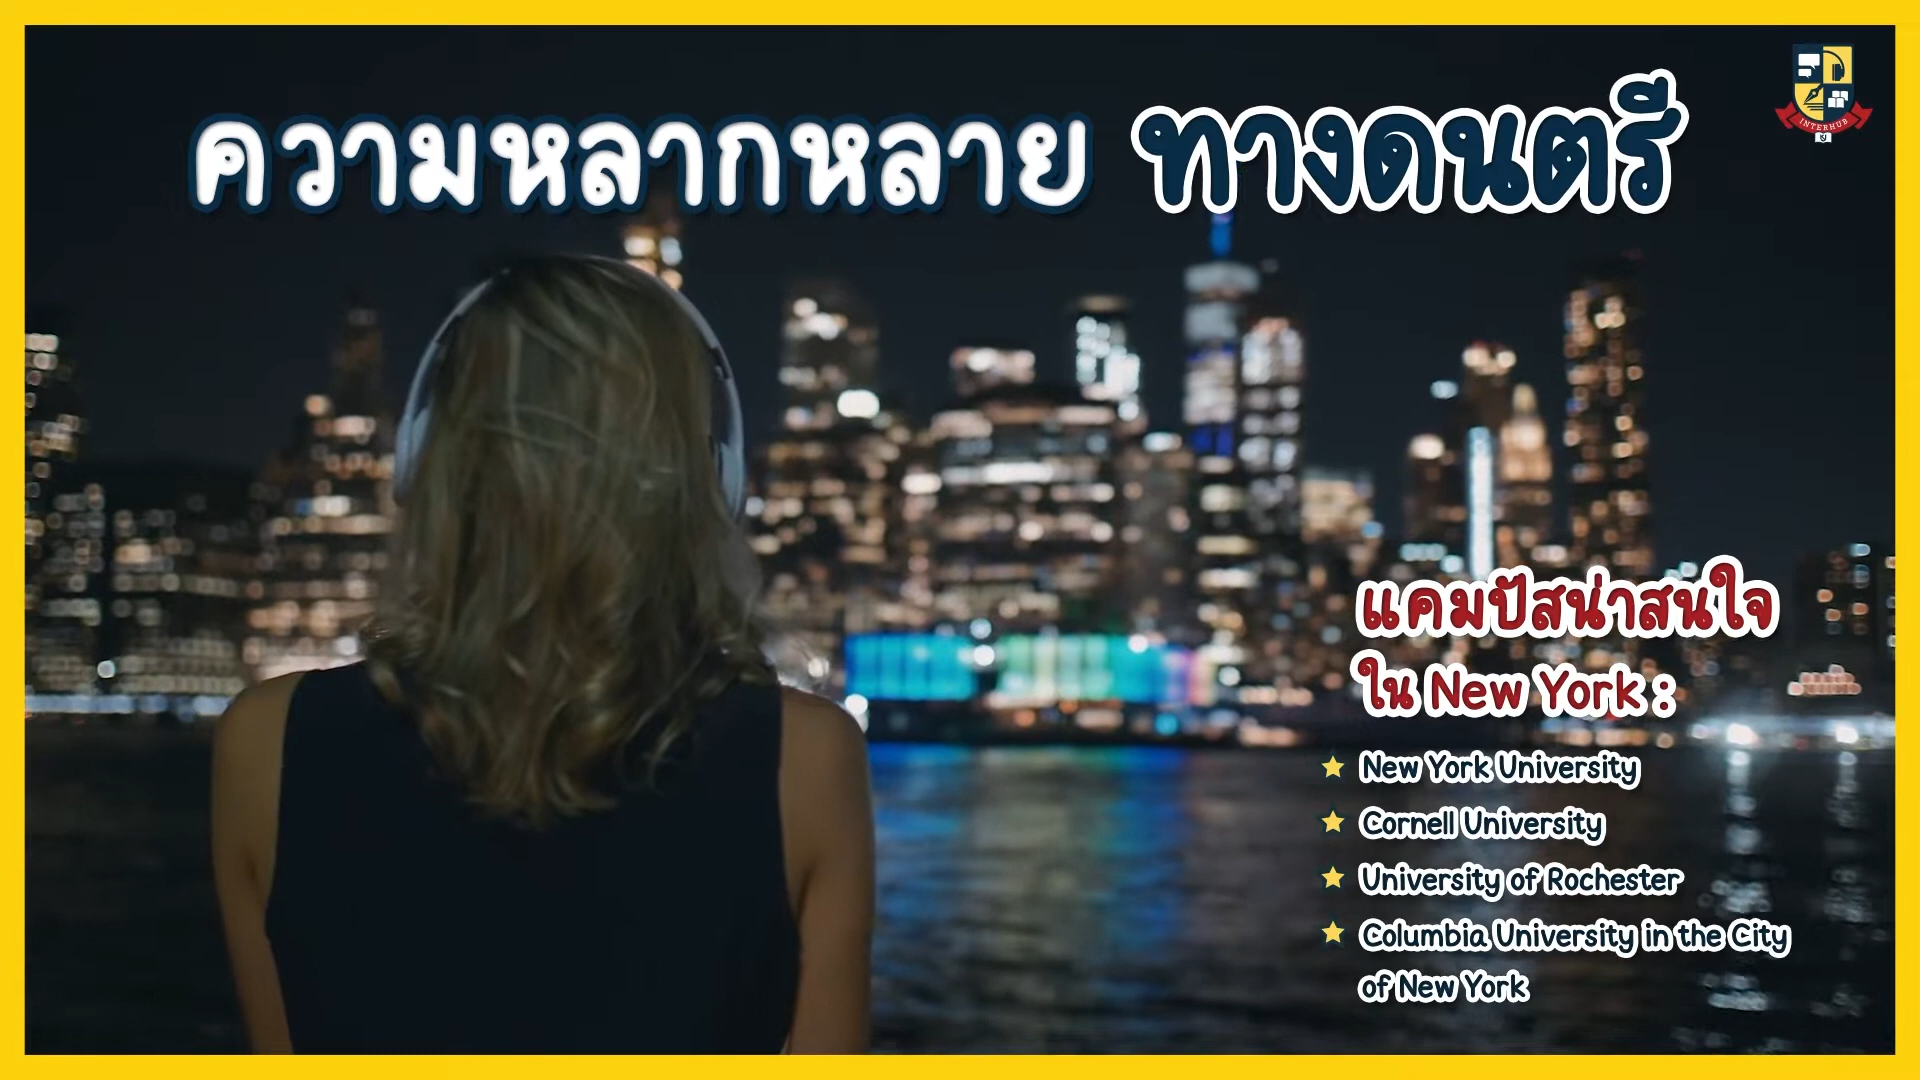 ความหลากหลาย ทางดนตรี
INTERHUB
แคมปัสน่าสนใจ
ใน New York :
New York University
Cornell University
University of Rochester
Columbia University in the City
of New York